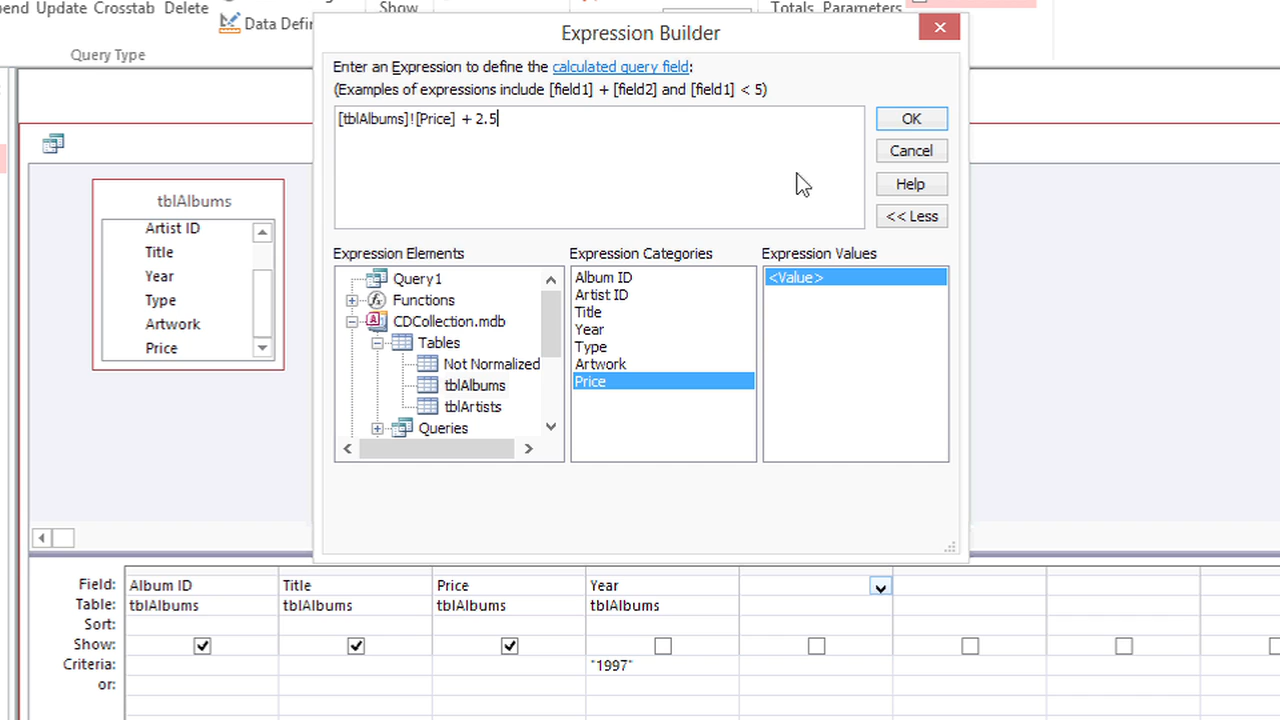 Update Crosstab Delete
Show
Totals Parameters
Data Defi
Query Type
Expression Builder
Enter an Expression to define the calculated query field:
(Examples of expressions include [field1] + [field2] and [field1] < 5)
[tblAlbums]![Price] + 2.5
OK
Cancel
Help
<< Less
tblAlbums
Artist ID
Title
Year
Type
Artwork
Price
Expression Elements
Query1
Functions
CDCollection.mdb
Tables
Not Normalized
tblAlbums
tblArtists
Queries
Expression Categories
Album ID
Artist ID
Title
Year
Type
Artwork
Price
Expression Values
<Value>
Field: Album ID Title Price Year
Table: tblAlbums tblAlbums tblAlbums tblAlbums
Sort:
Show:
Criteria: "1997"
or: